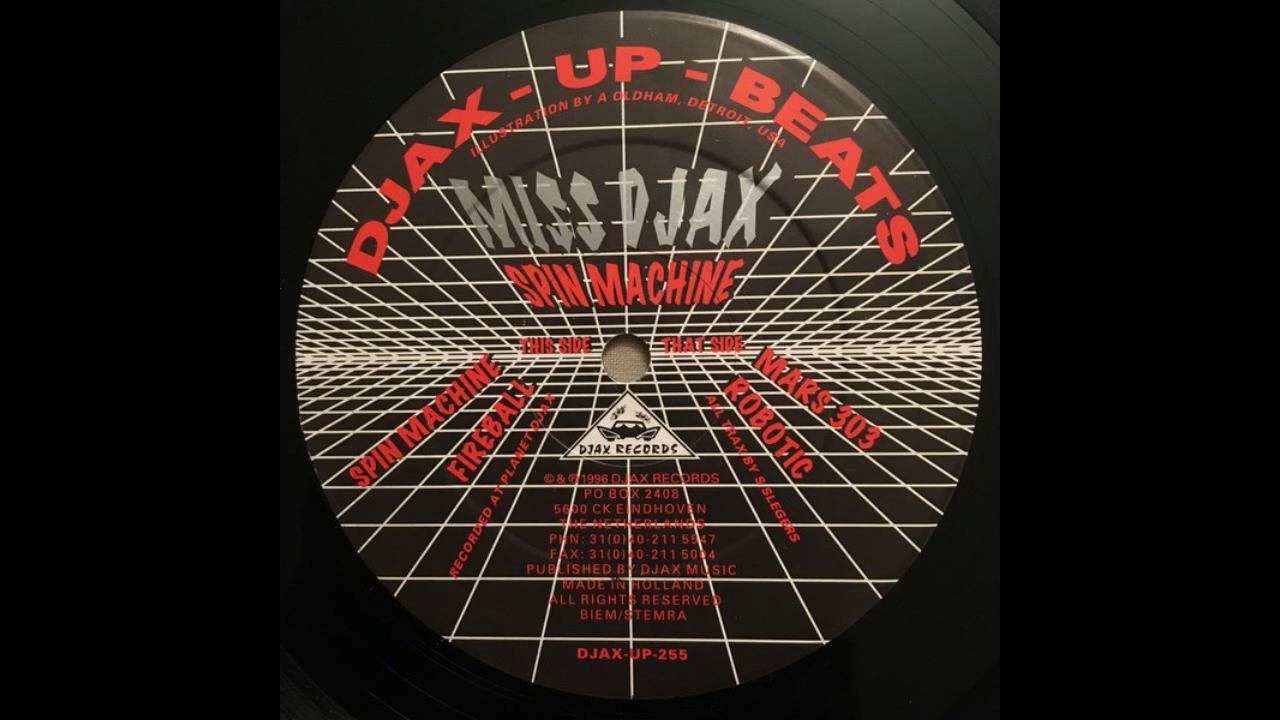 DJAX - UP - BEATS
ILLUSTRATION BY A OLDHAM, DETROIT, USA
MISS DJAX
SPIN MACHINE
THIS SIDE
SPIN MACHINE
FIREBALL
RECORDED AT PLANET DJAX
THAT SIDE
MARS 303
ROBOTIC
ALL TRAX BY S SLEGERS
DJAX RECORDS
© & ℗ 1996 DJAX RECORDS
PO BOX 2408
5600 CK EINDHOVEN
THE NETHERLANDS
PHN: 31(0)40-211 5547
FAX: 31(0)40-211 5004
PUBLISHED BY DJAX MUSIC
MADE IN HOLLAND
ALL RIGHTS RESERVED
BIEM/STEMRA
DJAX-UP-255